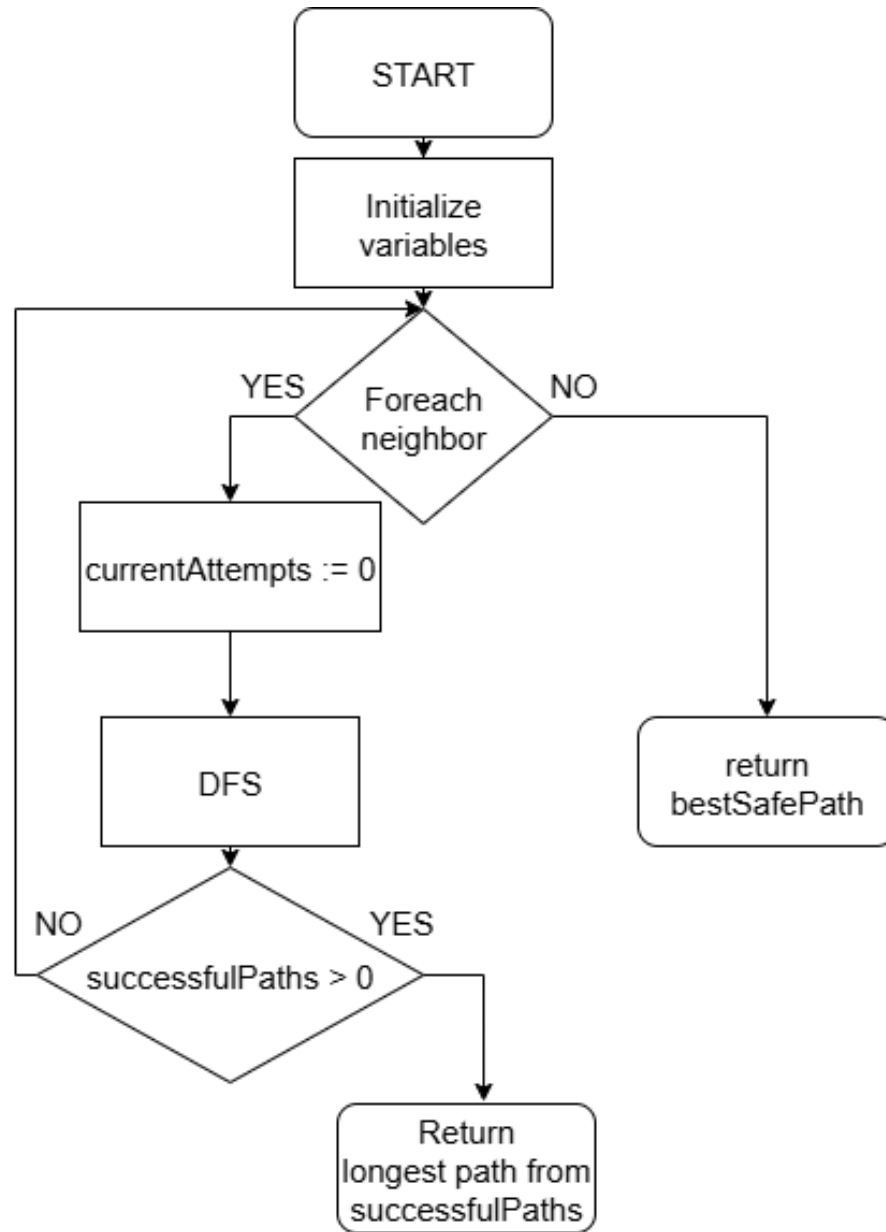 START
Initialize
variables
YES
NO
Foreach
neighbor
currentAttempts := 0
DFS
return
bestSafePath
NO
YES
successfulPaths > 0
Return
longest path from
successfulPaths